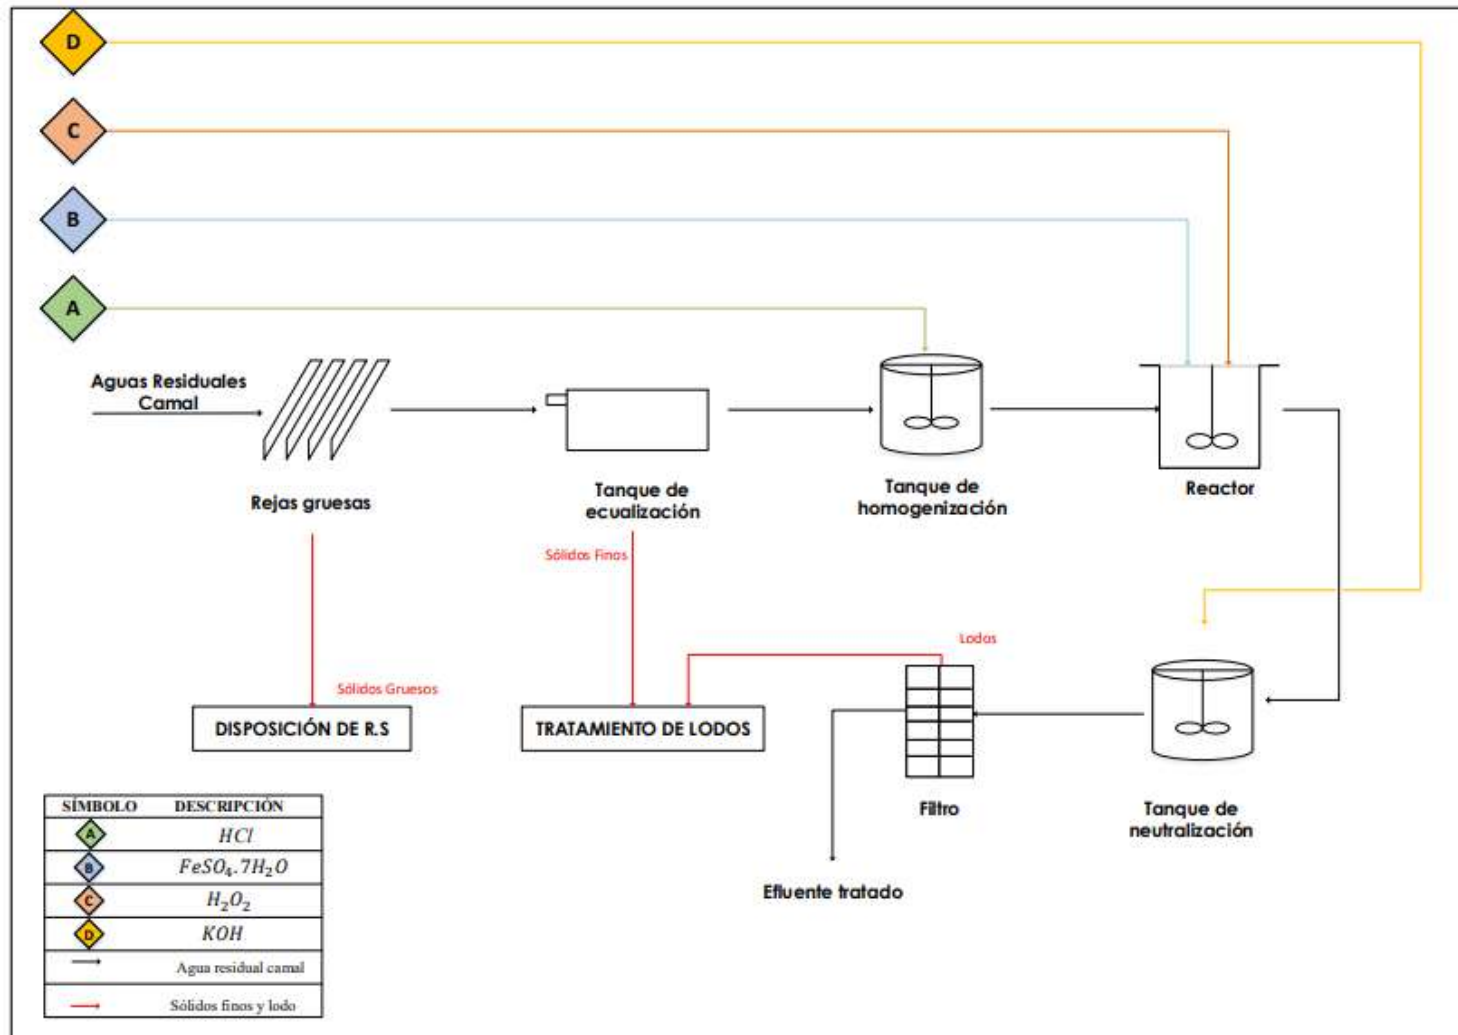 D
C
B
A
Aguas Residuales
Camal
Rejas gruesas
Tanque de
ecualización
Tanque de
homogenización
Reactor
Sólidos Finos
Lodos
Sólidos Gruesos
DISPOSICIÓN DE R.S
TRATAMIENTO DE LODOS
Filtro
Tanque de
neutralización
Efluente tratado
SÍMBOLO DESCRIPCIÓN
A HCl
B FeSO₄.7H₂O
C H₂O₂
D KOH
Agua residual camal
Sólidos finos y lodo